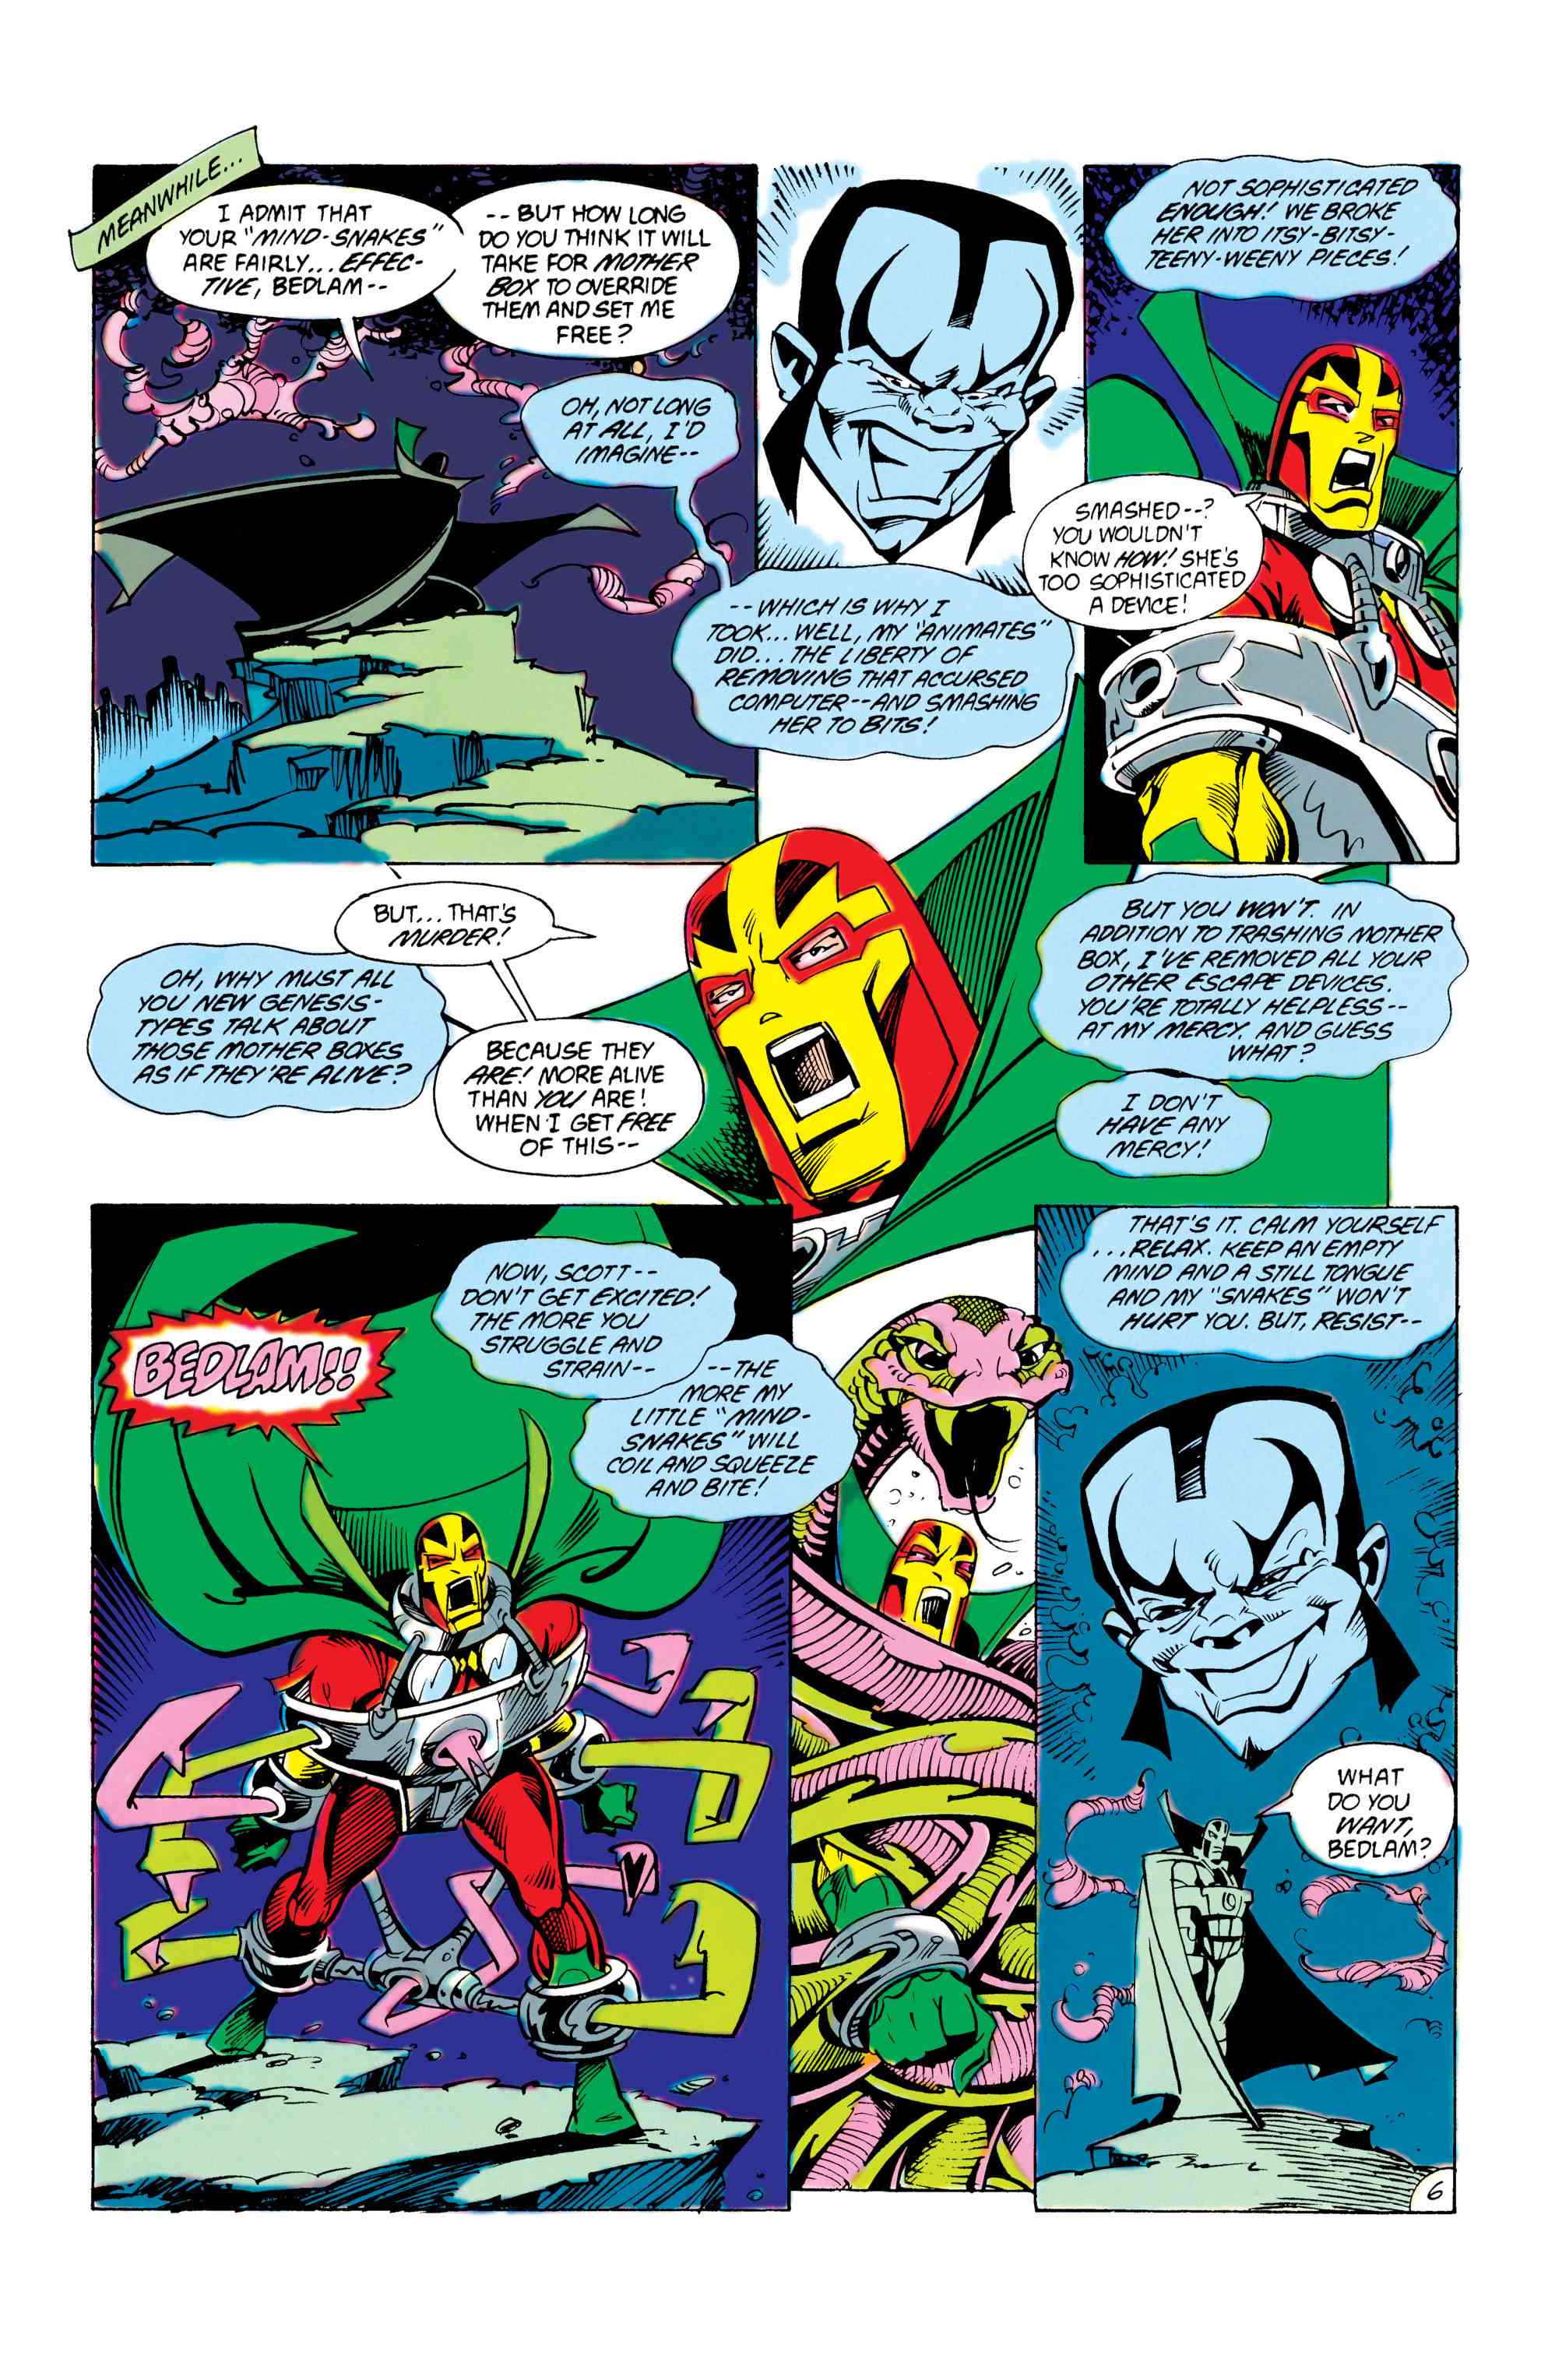 MEANWHILE...
I ADMIT THAT
YOUR "MIND-SNAKES"
ARE FAIRLY... EFFEC-
TIVE, BEDLAM--
-- BUT HOW LONG
DO YOU THINK IT WILL
TAKE FOR MOTHER
BOX TO OVERRIDE
THEM AND SET ME
FREE?
OH, NOT LONG
AT ALL, I'D
IMAGINE--
--WHICH IS WHY I
TOOK... WELL, MY "ANIMATES"
DID... THE LIBERTY OF
REMOVING THAT ACCURSED
COMPUTER--AND SMASHING
HER TO BITS!
SMASHED--?
YOU WOULDN'T
KNOW HOW! SHE'S
TOO SOPHISTICATED
A DEVICE!
NOT SOPHISTICATED
ENOUGH! WE BROKE
HER INTO ITSY-BITSY-
TEENY-WEENY PIECES!
BUT... THAT'S
MURDER!
OH, WHY MUST ALL
YOU NEW GENESIS-
TYPES TALK ABOUT
THOSE MOTHER BOXES
AS IF THEY'RE ALIVE?
BECAUSE THEY
ARE! MORE ALIVE
THAN YOU ARE!
WHEN I GET FREE
OF THIS--
BUT YOU WON'T. IN
ADDITION TO TRASHING MOTHER
BOX, I'VE REMOVED ALL YOUR
OTHER ESCAPE DEVICES.
YOU'RE TOTALLY HELPLESS--
AT MY MERCY. AND GUESS
WHAT?
I DON'T
HAVE ANY
MERCY!
BEDLAM!!
NOW, SCOTT--
DON'T GET EXCITED!
THE MORE YOU
STRUGGLE AND
STRAIN--
--THE
MORE MY
LITTLE "MIND-
SNAKES" WILL
COIL AND SQUEEZE
AND BITE!
THAT'S IT. CALM YOURSELF
...RELAX. KEEP AN EMPTY
MIND AND A STILL TONGUE
AND MY "SNAKES" WON'T
HURT YOU. BUT, RESIST--
WHAT
DO YOU
WANT,
BEDLAM?
6